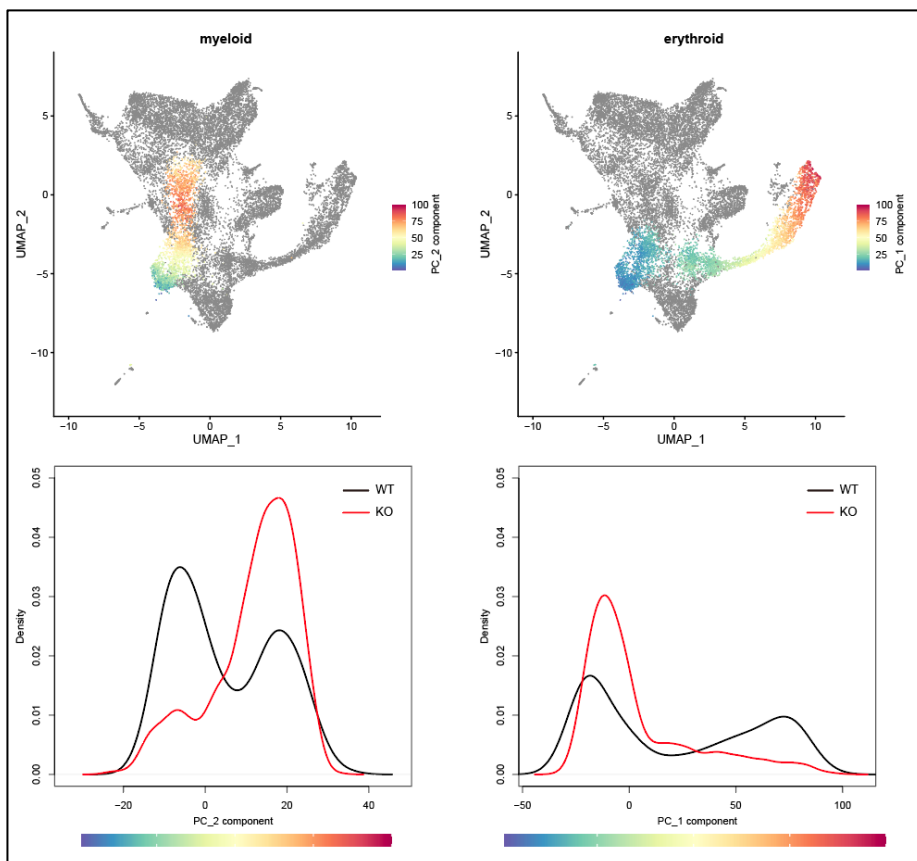 myeloid
5
0
−5
−10
UMAP_2
−10 −5 0 5 10
UMAP_1
100
75
50
25
PC_2 component
erythroid
5
0
−5
−10
UMAP_2
−10 −5 0 5 10
UMAP_1
100
75
50
25
PC_1 component
0.05
0.04
0.03
0.02
0.01
0.00
Density
WT
KO
−20 0 20 40
PC_2 component
0.05
0.04
0.03
0.02
0.01
0.00
Density
WT
KO
−50 0 50 100
PC_1 component